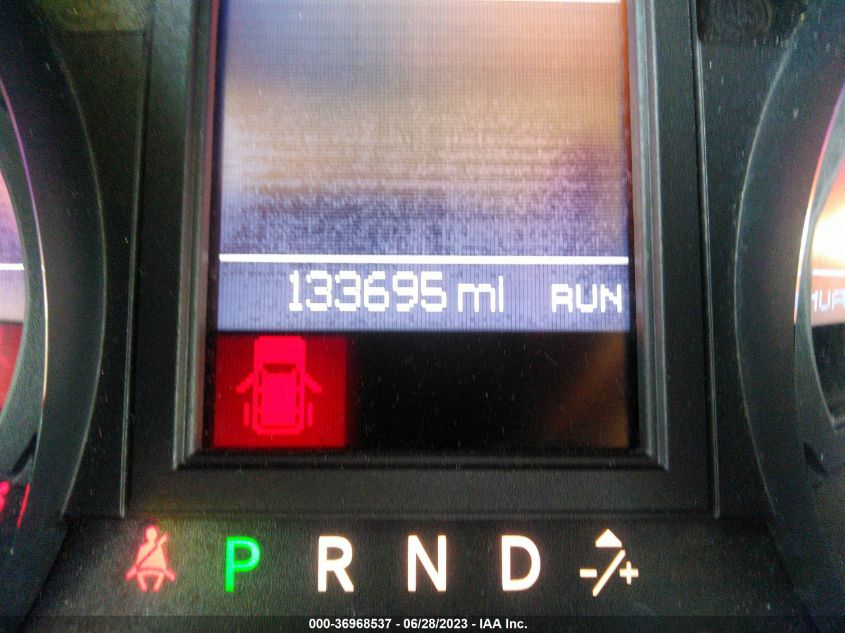 133695 mi RUN
P R N D -/+
000-36968537 - 06/28/2023 - IAA Inc.